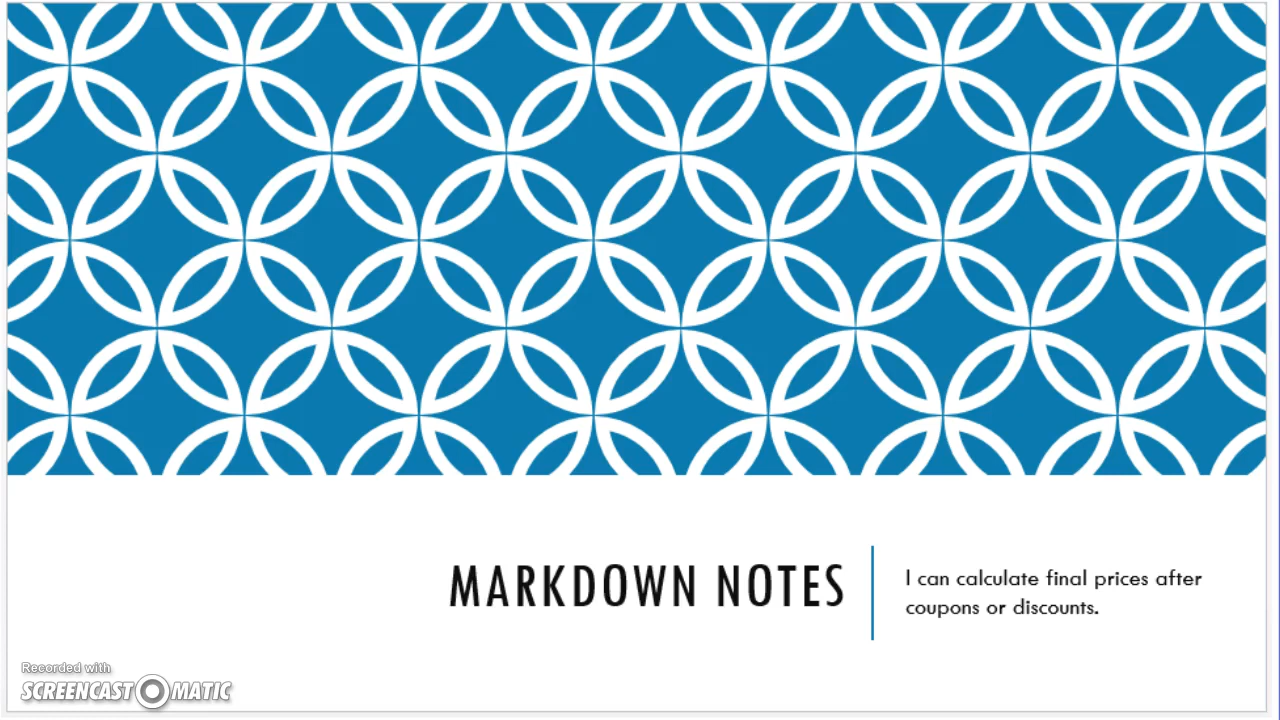 MARKDOWN NOTES
I can calculate final prices after
coupons or discounts.
Recorded with
SCREENCAST MATIC